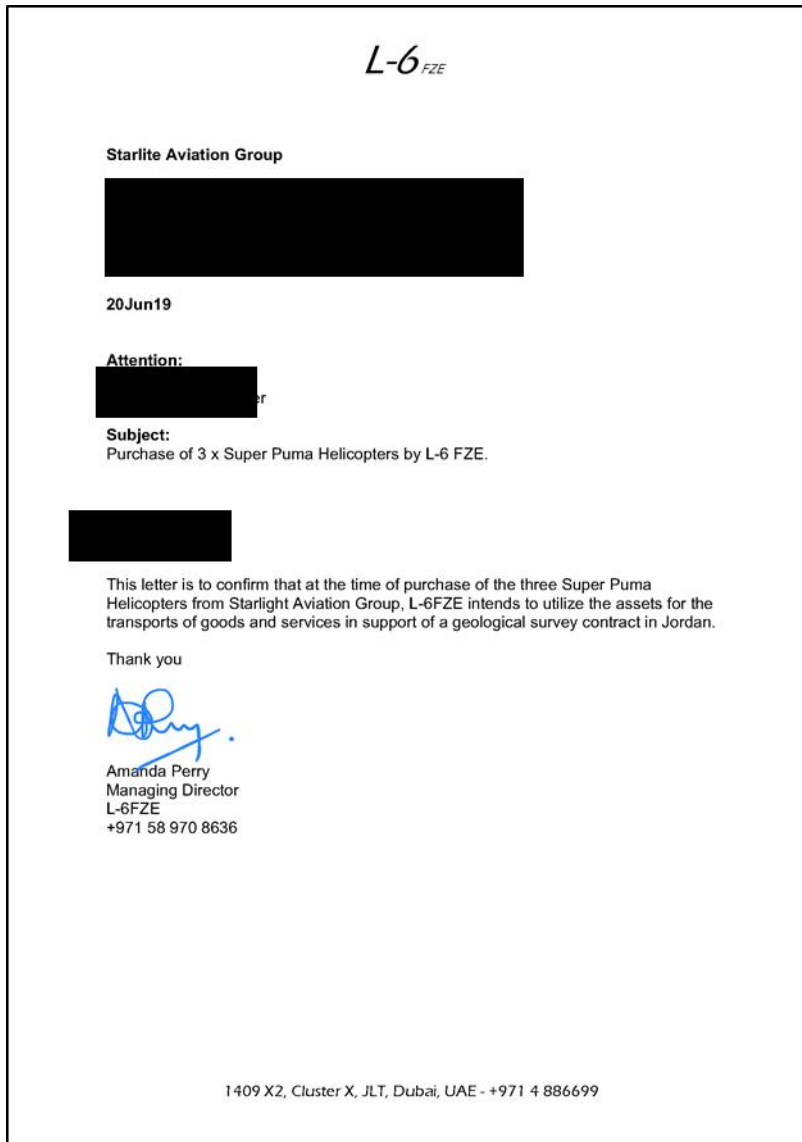 L-6 FZE
Starlite Aviation Group
20Jun19
Attention:
er
Subject:
Purchase of 3 x Super Puma Helicopters by L-6 FZE.
This letter is to confirm that at the time of purchase of the three Super Puma
Helicopters from Starlight Aviation Group, L-6FZE intends to utilize the assets for the
transports of goods and services in support of a geological survey contract in Jordan.
Thank you
Amanda Perry
Managing Director
L-6FZE
+971 58 970 8636
1409 X2, Cluster X, JLT, Dubai, UAE - +971 4 886699